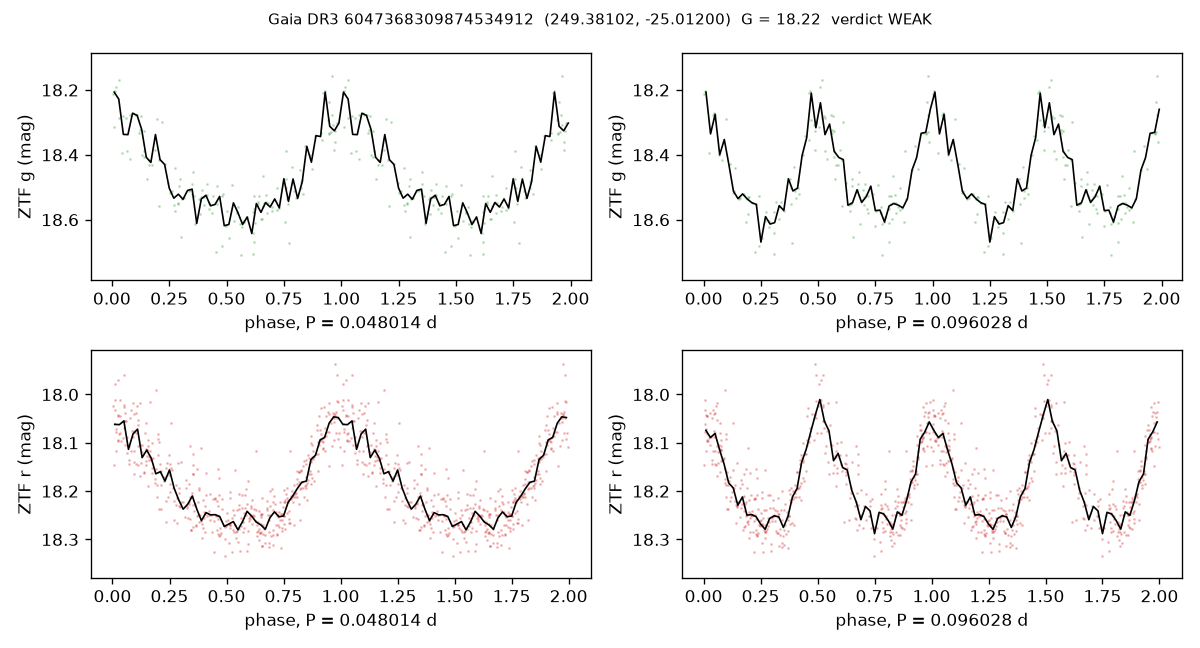 Gaia DR3 6047368309874534912  (249.38102, -25.01200)  G = 18.22  verdict WEAK
ZTF g (mag)
18.2
18.4
18.6
0.00 0.25 0.50 0.75 1.00 1.25 1.50 1.75 2.00
phase, P = 0.048014 d
ZTF g (mag)
18.2
18.4
18.6
0.00 0.25 0.50 0.75 1.00 1.25 1.50 1.75 2.00
phase, P = 0.096028 d
ZTF r (mag)
18.0
18.1
18.2
18.3
0.00 0.25 0.50 0.75 1.00 1.25 1.50 1.75 2.00
phase, P = 0.048014 d
ZTF r (mag)
18.0
18.1
18.2
18.3
0.00 0.25 0.50 0.75 1.00 1.25 1.50 1.75 2.00
phase, P = 0.096028 d